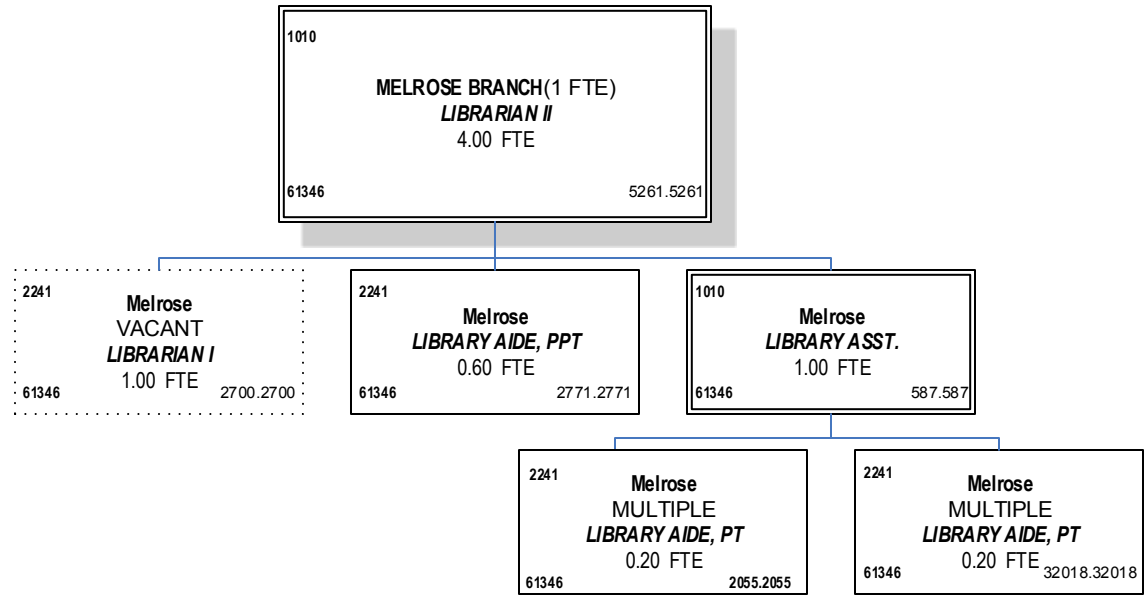 1010
MELROSE BRANCH(1 FTE)
LIBRARIAN II
4.00 FTE
61346 5261.5261
2241
Melrose
VACANT
LIBRARIAN I
1.00 FTE
61346 2700.2700
2241
Melrose
LIBRARY AIDE, PPT
0.60 FTE
61346 2771.2771
1010
Melrose
LIBRARY ASST.
1.00 FTE
61346 587.587
2241
Melrose
MULTIPLE
LIBRARY AIDE, PT
0.20 FTE
61346 2055.2055
2241
Melrose
MULTIPLE
LIBRARY AIDE, PT
0.20 FTE
61346 32018.32018